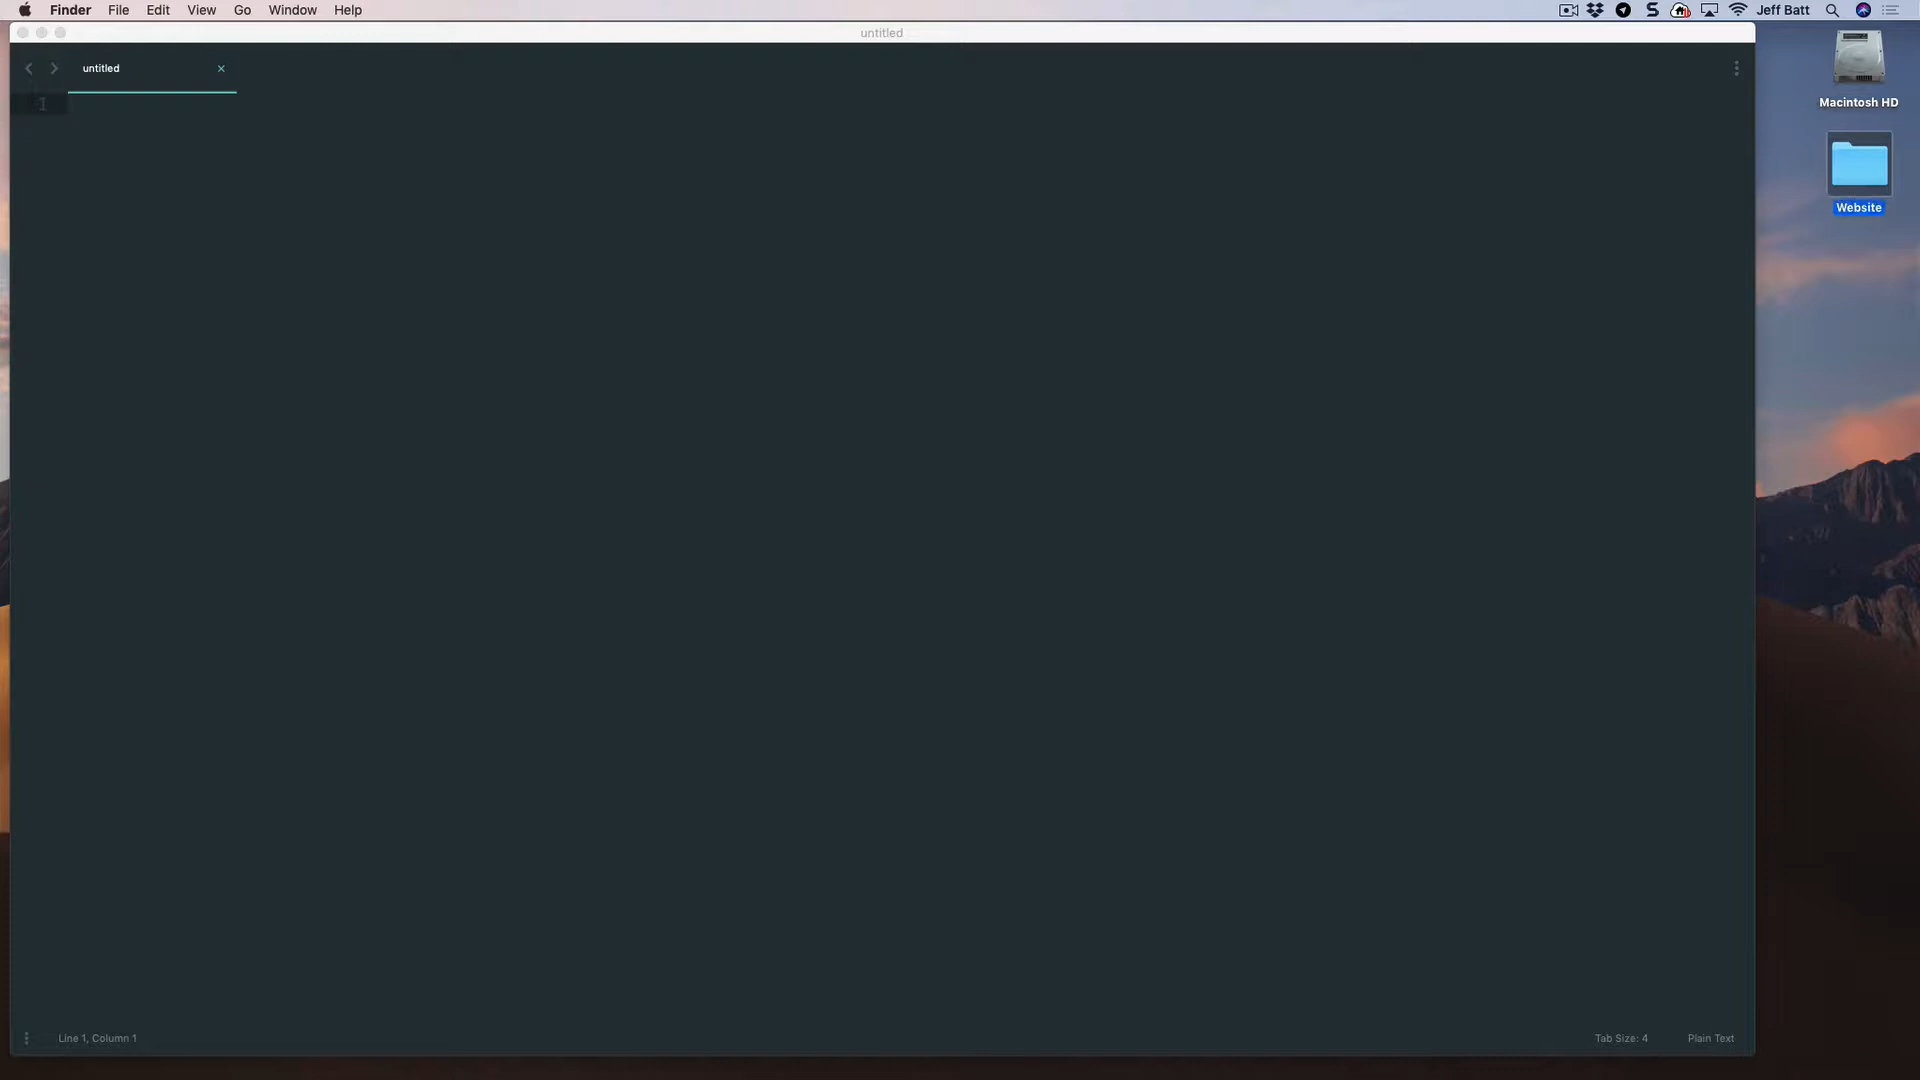 Finder File Edit View Go Window Help Jeff Batt
untitled
untitled ×
1
Macintosh HD
Website
Line 1, Column 1 Tab Size: 4 Plain Text